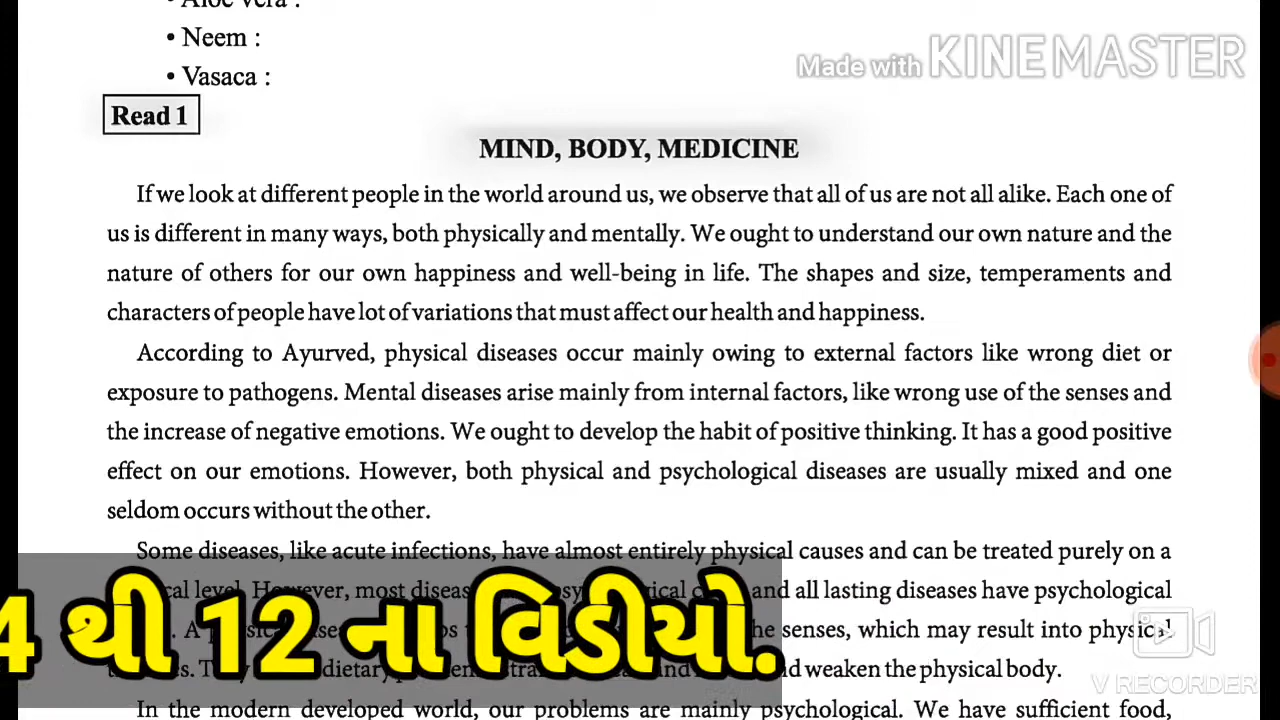 • Aloe vera :
• Neem :
• Vasaca :
Made with KINEMASTER
Read 1
MIND, BODY, MEDICINE
If we look at different people in the world around us, we observe that all of us are not all alike. Each one of
us is different in many ways, both physically and mentally. We ought to understand our own nature and the
nature of others for our own happiness and well-being in life. The shapes and size, temperaments and
characters of people have lot of variations that must affect our health and happiness.
According to Ayurved, physical diseases occur mainly owing to external factors like wrong diet or
exposure to pathogens. Mental diseases arise mainly from internal factors, like wrong use of the senses and
the increase of negative emotions. We ought to develop the habit of positive thinking. It has a good positive
effect on our emotions. However, both physical and psychological diseases are usually mixed and one
seldom occurs without the other.
Some diseases, like acute infections, have almost entirely physical causes and can be treated purely on a
level. However, most and all lasting diseases have psychological
A the senses, which may result into physical
dietary weaken the physical body.
In the modern developed world, our problems are mainly psychological. We have sufficient food,
4 થી 12 ના વિડીયો.
V RECORDER